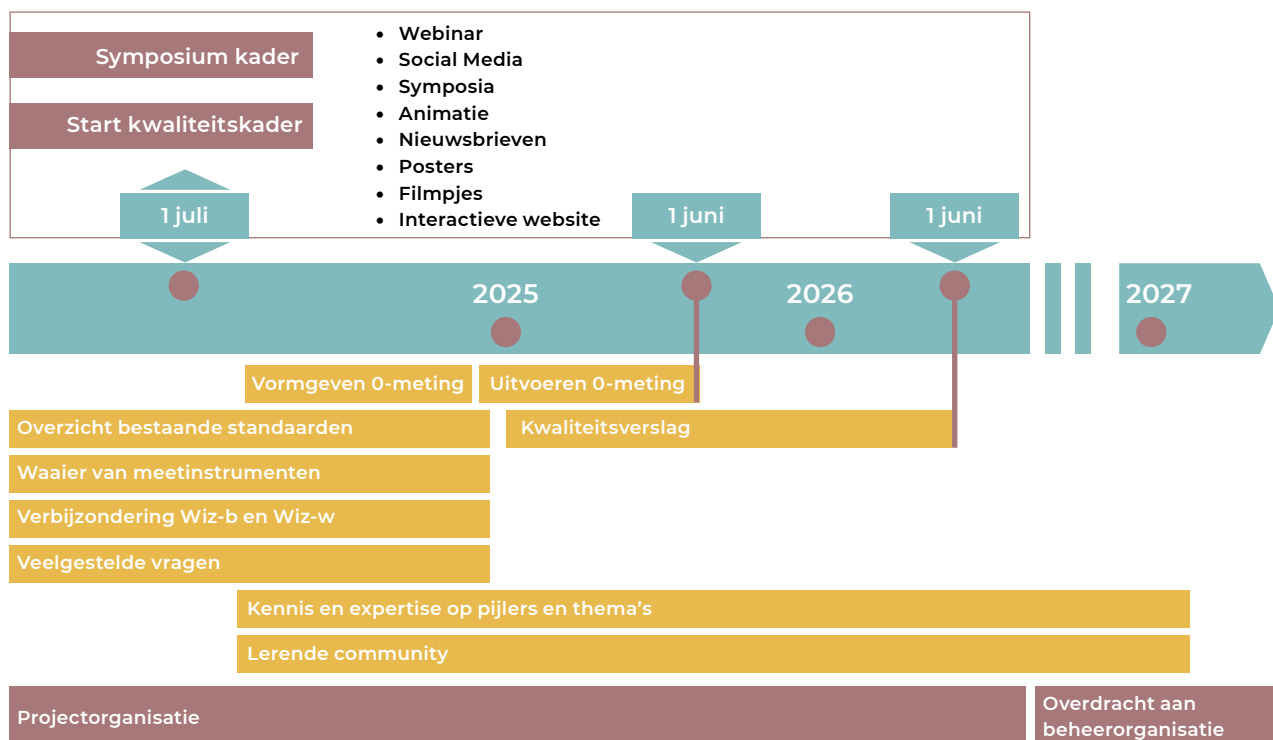 Symposium kader
Start kwaliteitskader
• Webinar
• Social Media
• Symposia
• Animatie
• Nieuwsbrieven
• Posters
• Filmpjes
• Interactieve website
1 juli
1 juni
1 juni
2025
2026
2027
Vormgeven 0-meting
Uitvoeren 0-meting
Overzicht bestaande standaarden
Kwaliteitsverslag
Waaier van meetinstrumenten
Verbijzondering Wiz-b en Wiz-w
Veelgestelde vragen
Kennis en expertise op pijlers en thema’s
Lerende community
Projectorganisatie
Overdracht aan
beheerorganisatie